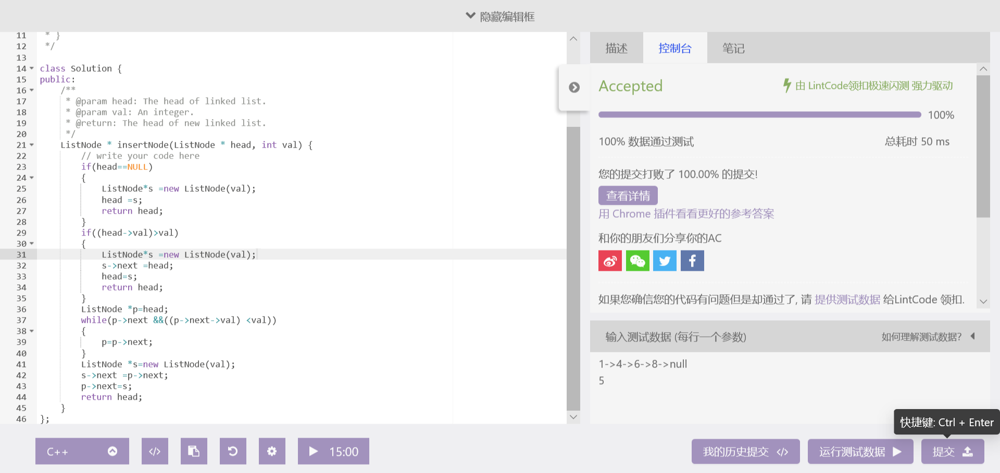 隐藏编辑框
11 * }
12 */
13
14 class Solution {
15 public:
16 /**
17 * @param head: The head of linked list.
18 * @param val: An integer.
19 * @return: The head of new linked list.
20 */
21 ListNode * insertNode(ListNode * head, int val) {
22 // write your code here
23 if(head==NULL)
24 {
25 ListNode*s =new ListNode(val);
26 head =s;
27 return head;
28 }
29 if((head->val)>val)
30 {
31 ListNode*s =new ListNode(val);
32 s->next =head;
33 head=s;
34 return head;
35 }
36 ListNode *p=head;
37 while(p->next &&((p->next->val) <val))
38 {
39 p=p->next;
40 }
41 ListNode *s=new ListNode(val);
42 s->next =p->next;
43 p->next=s;
44 return head;
45 }
46 };
描述 控制台 笔记
Accepted 由 LintCode领扣极速闪测 强力驱动
100%
100% 数据通过测试 总耗时 50 ms
您的提交打败了 100.00% 的提交!
查看详情
用 Chrome 插件看看更好的参考答案
和你的朋友们分享你的AC
如果您确信您的代码有问题但是却通过了, 请 提供测试数据 给LintCode 领扣.
输入测试数据 (每行一个参数) 如何理解测试数据?
1->4->6->8->null
5
快捷键: Ctrl + Enter
C++ </> 15:00 我的历史提交 </> 运行测试数据 提交